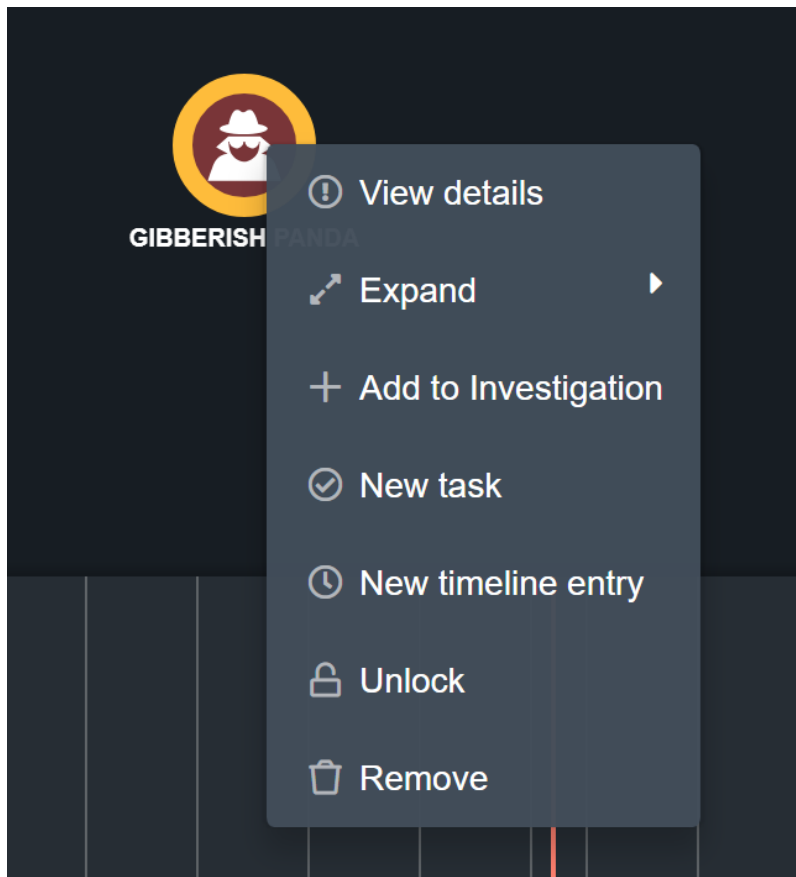 GIBBERISH PANDA
View details
Expand
Add to Investigation
New task
New timeline entry
Unlock
Remove